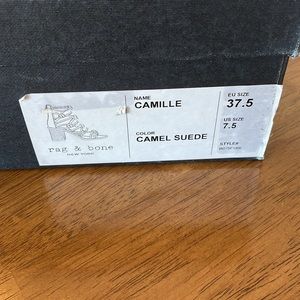 NAME
CAMILLE
EU SIZE
37.5
COLOR
CAMEL SUEDE
US SIZE
7.5
STYLE#
rag & bone
NEW YORK